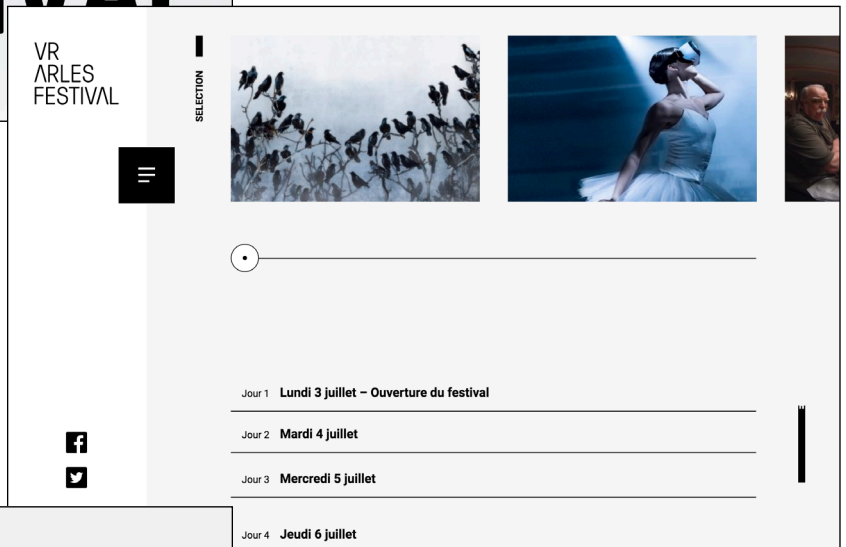 VR
ARLES
FESTIVAL
SELECTION
Jour 1 Lundi 3 juillet – Ouverture du festival
Jour 2 Mardi 4 juillet
Jour 3 Mercredi 5 juillet
Jour 4 Jeudi 6 juillet